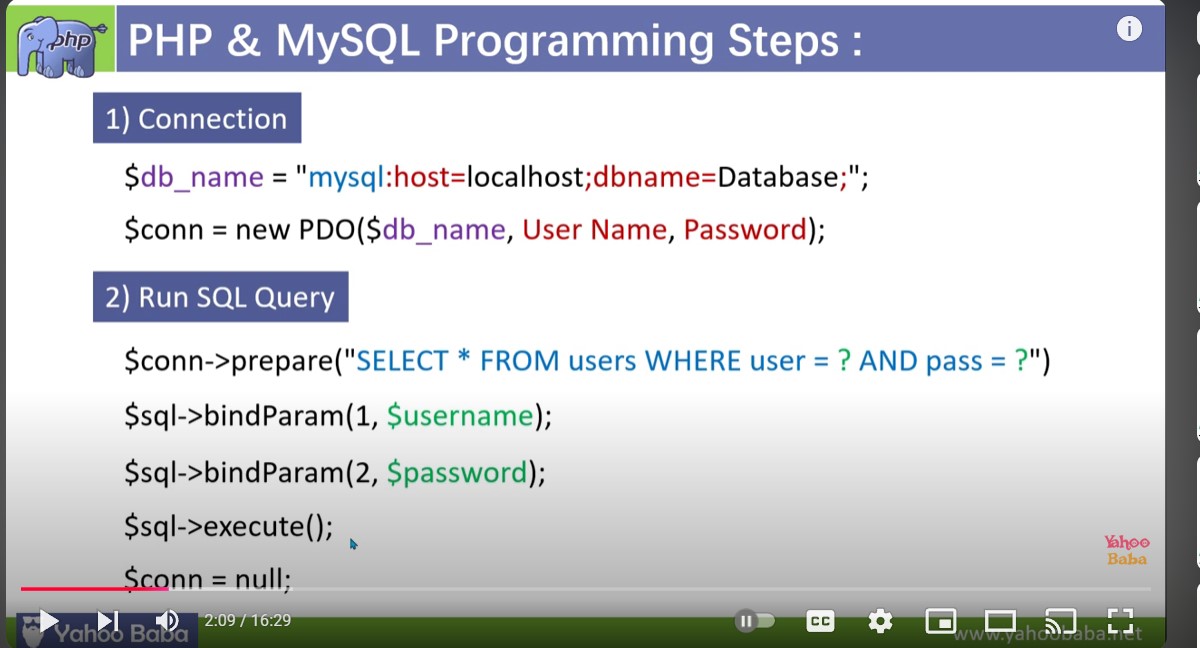 php
PHP & MySQL Programming Steps :
1) Connection
$db_name = "mysql:host=localhost;dbname=Database;";
$conn = new PDO($db_name, User Name, Password);
2) Run SQL Query
$conn->prepare("SELECT * FROM users WHERE user = ? AND pass = ?")
$sql->bindParam(1, $username);
$sql->bindParam(2, $password);
$sql->execute();
$conn = null;
Yahoo
Baba
2:09 / 16:29
CC
Yahoo Baba
www.yahoobaba.net